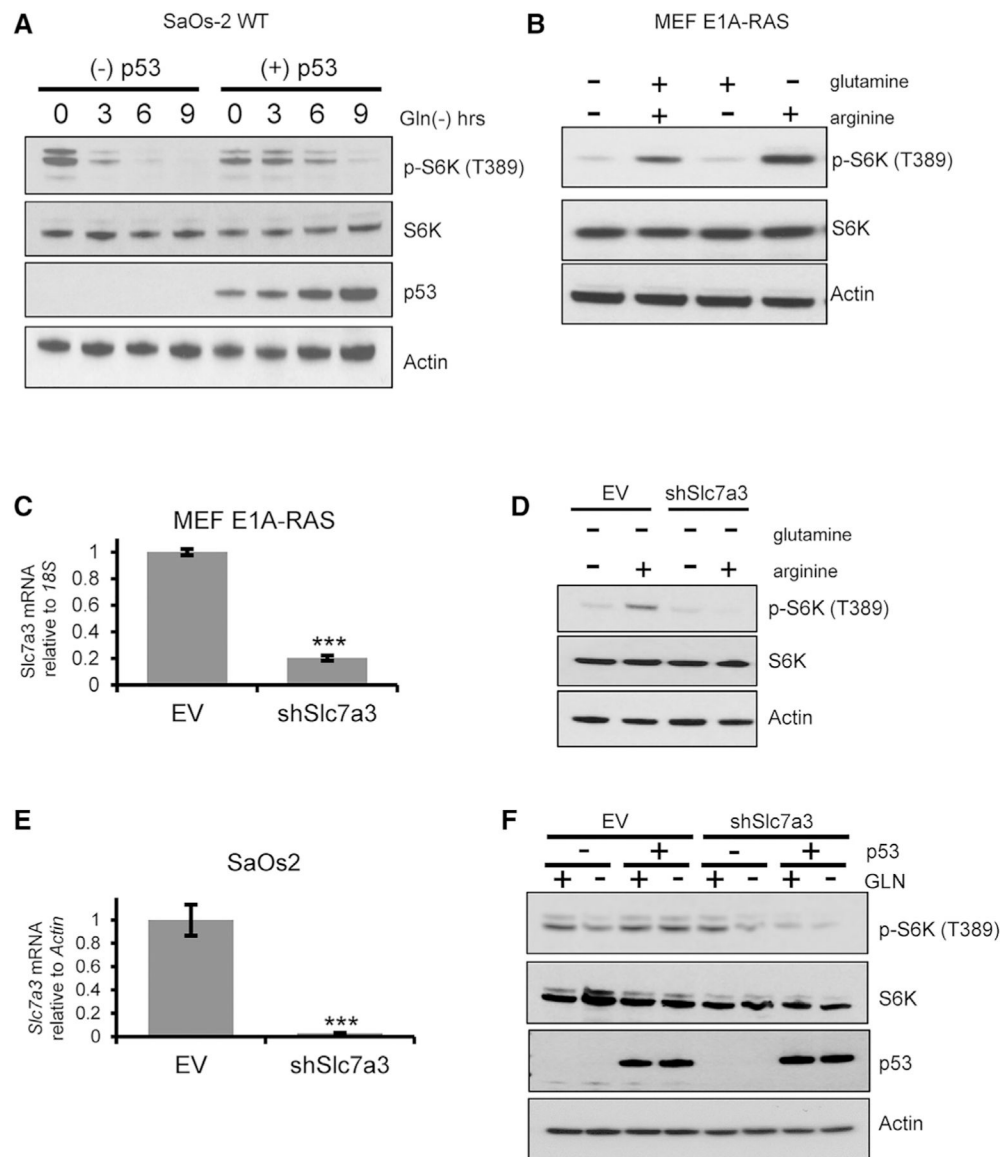 A
SaOs-2 WT
(-) p53 (+) p53
0 3 6 9 0 3 6 9 Gln(-) hrs
p-S6K (T389)
S6K
p53
Actin
B
MEF E1A-RAS
- + + - glutamine
- + - + arginine
p-S6K (T389)
S6K
Actin
C
MEF E1A-RAS
Slc7a3 mRNA
relative to 18S
1
0.8
0.6
0.4
0.2
0
***
EV shSlc7a3
D
EV shSlc7a3
- - - - glutamine
- + - + arginine
p-S6K (T389)
S6K
Actin
E
SaOs2
Slc7a3 mRNA
relative to Actin
1
0.8
0.6
0.4
0.2
0
***
EV shSlc7a3
F
EV shSlc7a3
- + - + p53
+ - + - + - + - GLN
p-S6K (T389)
S6K
p53
Actin